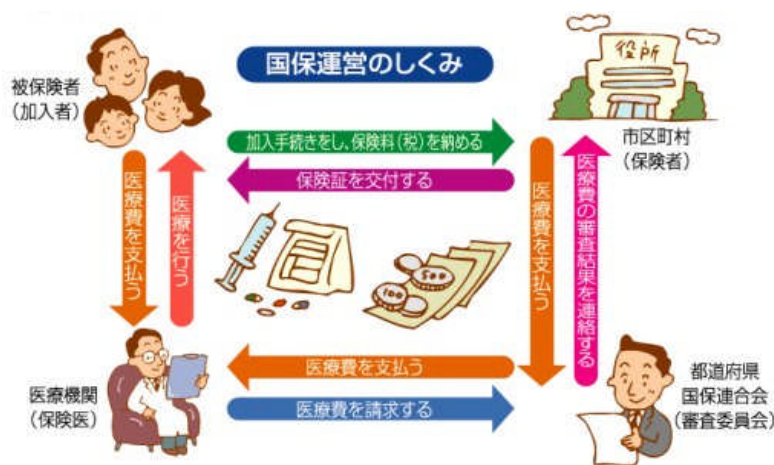 国保運営のしくみ
被保険者
（加入者）
役所
市区町村
（保険者）
加入手続きをし、保険料（税）を納める
保険証を交付する
医療費を支払う
医療を行う
医療費を支払う
医療費の審査結果を連絡する
500
100
医療費を支払う
医療費を請求する
医療機関
（保険医）
都道府県
国保連合会
（審査委員会）